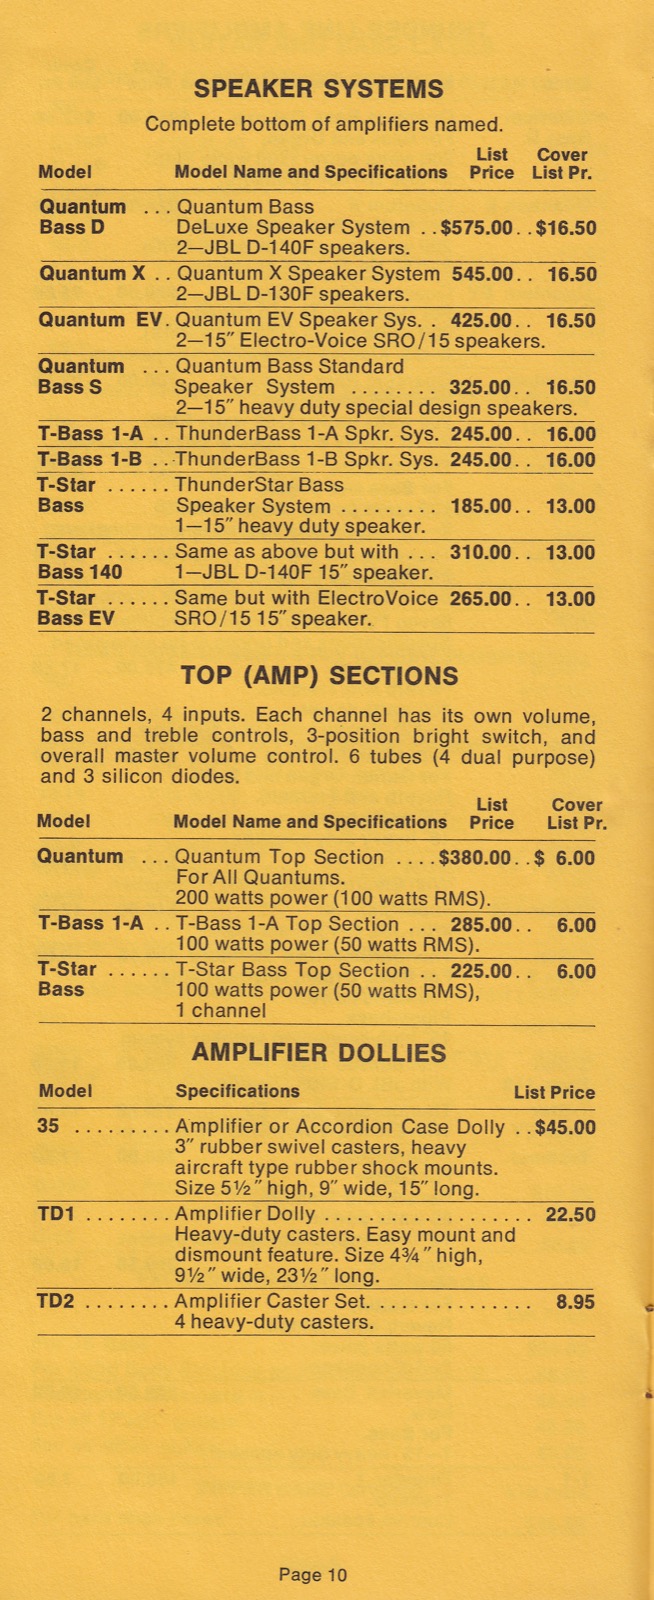 SPEAKER SYSTEMS
Complete bottom of amplifiers named.
List Cover
Model Model Name and Specifications Price List Pr.
Quantum ... Quantum Bass
Bass D DeLuxe Speaker System ..$575.00..$16.50
2—JBL D-140F speakers.
Quantum X .. Quantum X Speaker System 545.00.. 16.50
2—JBL D-130F speakers.
Quantum EV. Quantum EV Speaker Sys. . 425.00.. 16.50
2—15″ Electro-Voice SRO/15 speakers.
Quantum ... Quantum Bass Standard
Bass S Speaker System ........ 325.00.. 16.50
2—15″ heavy duty special design speakers.
T-Bass 1-A .. ThunderBass 1-A Spkr. Sys. 245.00.. 16.00
T-Bass 1-B ... ThunderBass 1-B Spkr. Sys. 245.00.. 16.00
T-Star ...... ThunderStar Bass
Bass Speaker System ......... 185.00.. 13.00
1—15″ heavy duty speaker.
T-Star ...... Same as above but with ... 310.00.. 13.00
Bass 140 1—JBL D-140F 15″ speaker.
T-Star ...... Same but with ElectroVoice 265.00.. 13.00
Bass EV SRO/15 15″ speaker.
TOP (AMP) SECTIONS
2 channels, 4 inputs. Each channel has its own volume,
bass and treble controls, 3-position bright switch, and
overall master volume control. 6 tubes (4 dual purpose)
and 3 silicon diodes.
List Cover
Model Model Name and Specifications Price List Pr.
Quantum ... Quantum Top Section ....$380.00..$ 6.00
For All Quantums.
200 watts power (100 watts RMS).
T-Bass 1-A .. T-Bass 1-A Top Section ... 285.00.. 6.00
100 watts power (50 watts RMS).
T-Star ...... T-Star Bass Top Section .. 225.00.. 6.00
Bass 100 watts power (50 watts RMS),
1 channel
AMPLIFIER DOLLIES
Model Specifications List Price
35 ......... Amplifier or Accordion Case Dolly ..$45.00
3″ rubber swivel casters, heavy
aircraft type rubber shock mounts.
Size 5½″ high, 9″ wide, 15″ long.
TD1 ........ Amplifier Dolly ................... 22.50
Heavy-duty casters. Easy mount and
dismount feature. Size 4¾″ high,
9½″ wide, 23½″ long.
TD2 ........ Amplifier Caster Set. .............. 8.95
4 heavy-duty casters.
Page 10